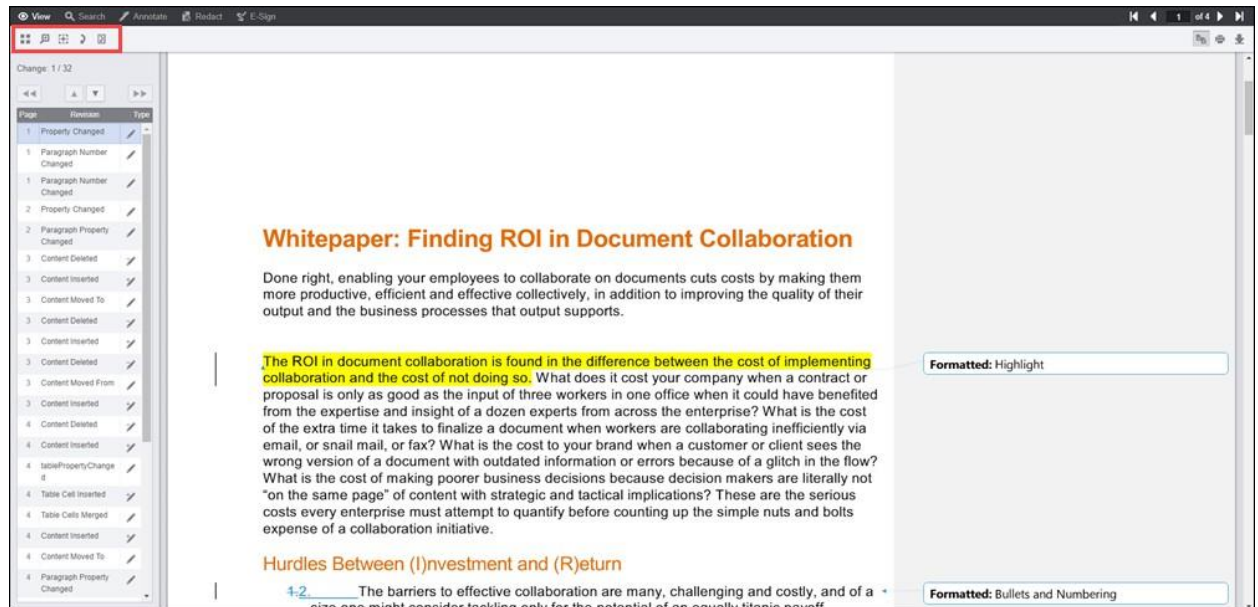 View Search Annotate Redact E-Sign 1 of 4
Change: 1 / 32
Page Revision Type
1 Property Changed
1 Paragraph Number
Changed
1 Paragraph Number
Changed
2 Property Changed
2 Paragraph Property
Changed
3 Content Deleted
3 Content Inserted
3 Content Moved To
3 Content Deleted
3 Content Inserted
3 Content Deleted
3 Content Moved From
3 Content Inserted
4 Content Deleted
4 Content Inserted
4 tablePropertyChange
d
4 Table Cell Inserted
4 Table Cells Merged
4 Content Inserted
4 Content Moved To
4 Paragraph Property
Changed
Whitepaper: Finding ROI in Document Collaboration
Done right, enabling your employees to collaborate on documents cuts costs by making them
more productive, efficient and effective collectively, in addition to improving the quality of their
output and the business processes that output supports.
The ROI in document collaboration is found in the difference between the cost of implementing
collaboration and the cost of not doing so. What does it cost your company when a contract or
proposal is only as good as the input of three workers in one office when it could have benefited
from the expertise and insight of a dozen experts from across the enterprise? What is the cost
of the extra time it takes to finalize a document when workers are collaborating inefficiently via
email, or snail mail, or fax? What is the cost to your brand when a customer or client sees the
wrong version of a document with outdated information or errors because of a glitch in the flow?
What is the cost of making poorer business decisions because decision makers are literally not
“on the same page” of content with strategic and tactical implications? These are the serious
costs every enterprise must attempt to quantify before counting up the simple nuts and bolts
expense of a collaboration initiative.
Hurdles Between (I)nvestment and (R)eturn
1.2. The barriers to effective collaboration are many, challenging and costly, and of a
size one might consider tackling only for the potential of an equally titanic payoff.
Formatted: Highlight
Formatted: Bullets and Numbering